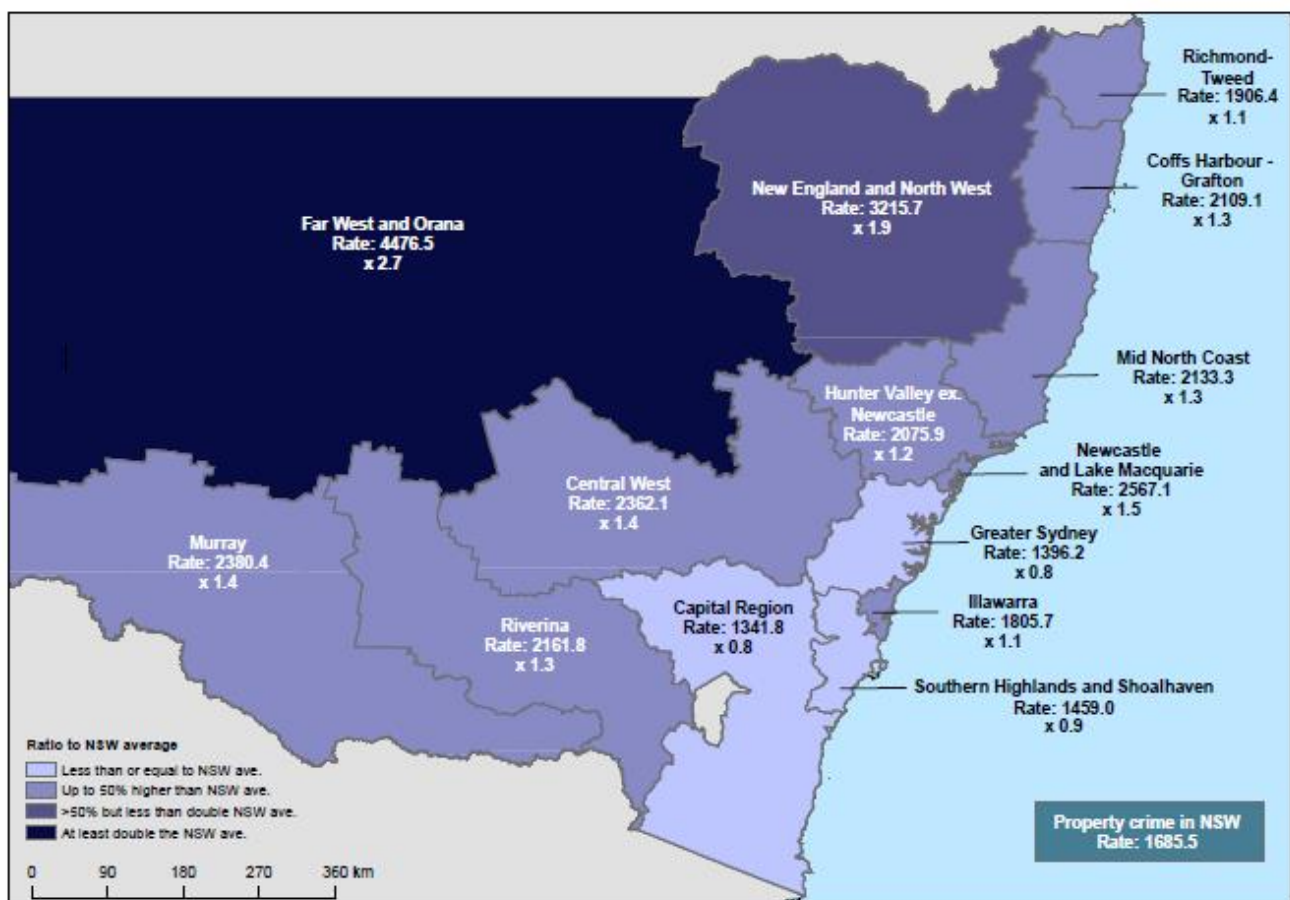 Richmond-
Tweed
Rate: 1906.4
x 1.1
Coffs Harbour -
Grafton
Rate: 2109.1
x 1.3
New England and North West
Rate: 3215.7
x 1.9
Far West and Orana
Rate: 4476.5
x 2.7
Mid North Coast
Rate: 2133.3
x 1.3
Hunter Valley ex.
Newcastle
Rate: 2075.9
x 1.2
Newcastle
and Lake Macquarie
Rate: 2567.1
x 1.5
Central West
Rate: 2362.1
x 1.4
Greater Sydney
Rate: 1396.2
x 0.8
Murray
Rate: 2380.4
x 1.4
Illawarra
Rate: 1805.7
x 1.1
Capital Region
Rate: 1341.8
x 0.8
Riverina
Rate: 2161.8
x 1.3
Southern Highlands and Shoalhaven
Rate: 1459.0
x 0.9
Ratio to NSW average
Less than or equal to NSW ave.
Up to 50% higher than NSW ave.
>50% but less than double NSW ave.
At least double the NSW ave.
0 90 180 270 360 km
Property crime in NSW
Rate: 1685.5